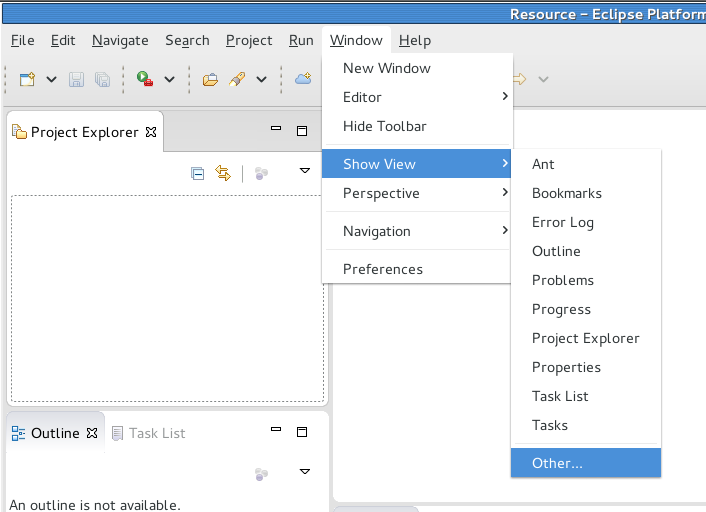 Resource – Eclipse Platform
File Edit Navigate Search Project Run Window Help
New Window
Editor
Hide Toolbar
Show View
Perspective
Navigation
Preferences
Ant
Bookmarks
Error Log
Outline
Problems
Progress
Project Explorer
Properties
Task List
Tasks
Other...
Project Explorer
Outline Task List
An outline is not available.